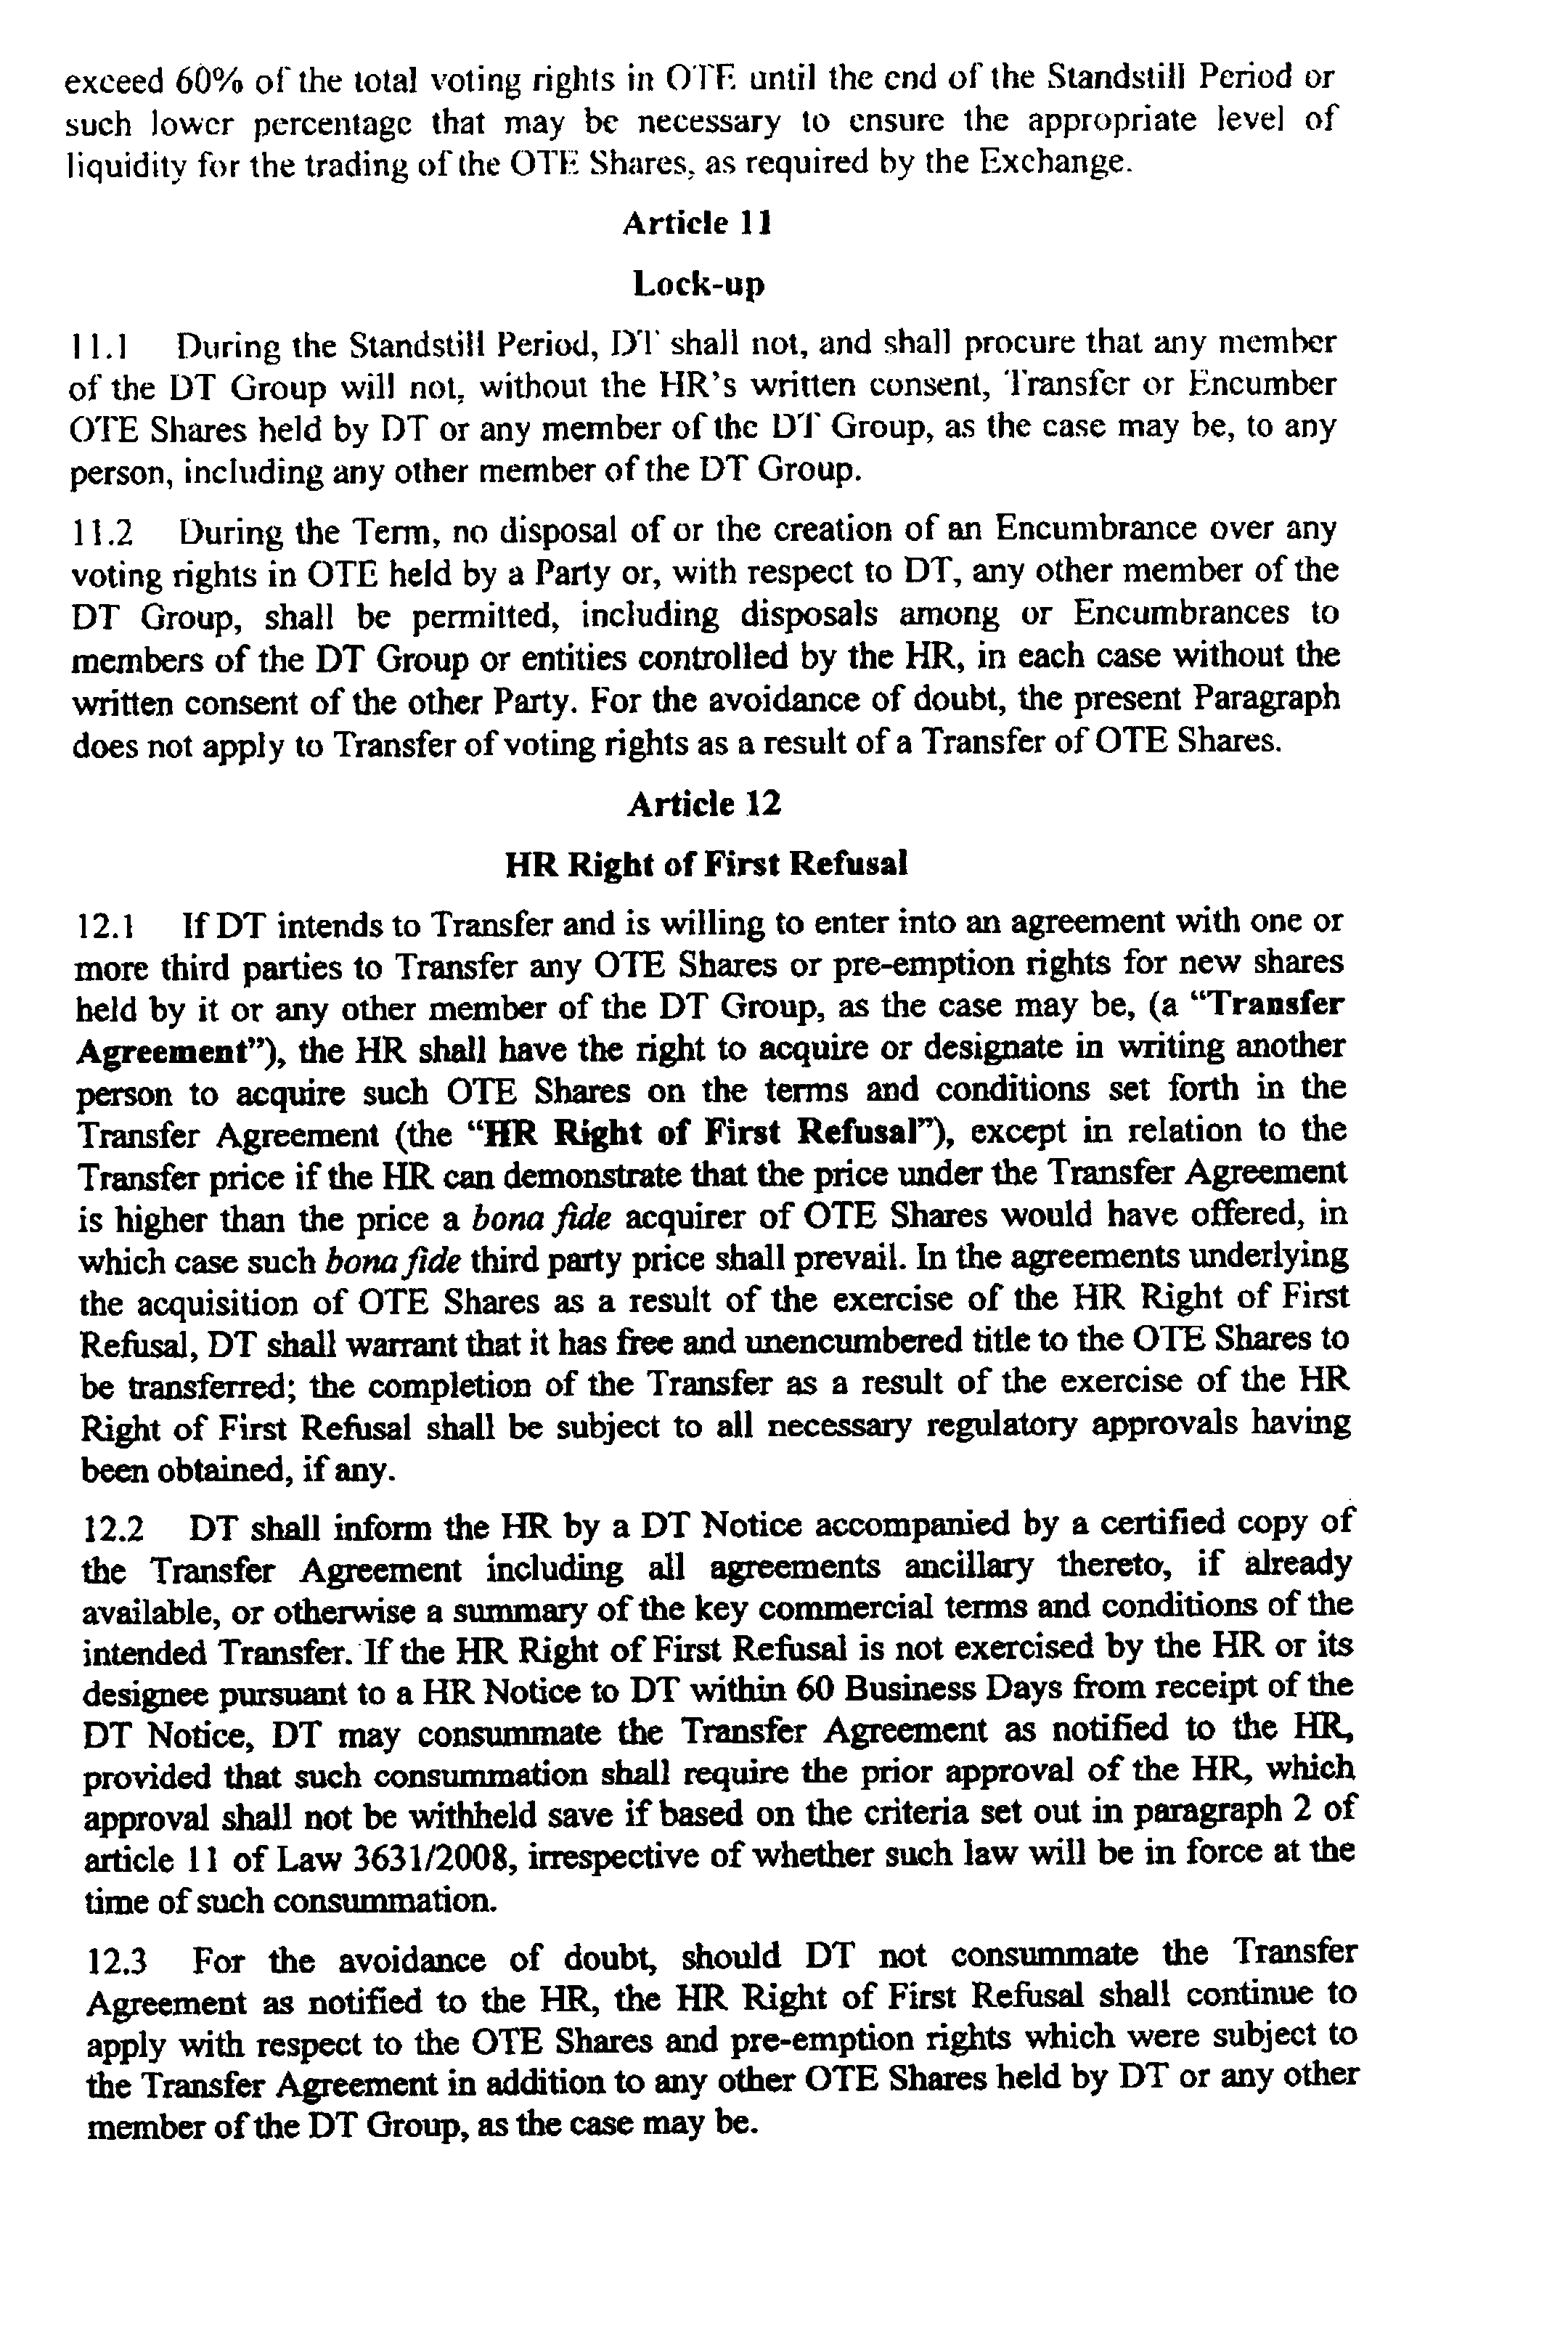 exceed 60% of the total voting rights in OTE until the end of the Standstill Period or
such lower percentage that may be necessary to ensure the appropriate level of
liquidity for the trading of the OTE Shares, as required by the Exchange.
Article 11
Lock-up
11.1 During the Standstill Period, DT shall not, and shall procure that any member
of the DT Group will not, without the HR's written consent, Transfer or Encumber
OTE Shares held by DT or any member of the DT Group, as the case may be, to any
person, including any other member of the DT Group.
11.2 During the Term, no disposal of or the creation of an Encumbrance over any
voting rights in OTE held by a Party or, with respect to DT, any other member of the
DT Group, shall be permitted, including disposals among or Encumbrances to
members of the DT Group or entities controlled by the HR, in each case without the
written consent of the other Party. For the avoidance of doubt, the present Paragraph
does not apply to Transfer of voting rights as a result of a Transfer of OTE Shares.
Article 12
HR Right of First Refusal
12.1 If DT intends to Transfer and is willing to enter into an agreement with one or
more third parties to Transfer any OTE Shares or pre-emption rights for new shares
held by it or any other member of the DT Group, as the case may be, (a "Transfer
Agreement"), the HR shall have the right to acquire or designate in writing another
person to acquire such OTE Shares on the terms and conditions set forth in the
Transfer Agreement (the "HR Right of First Refusal"), except in relation to the
Transfer price if the HR can demonstrate that the price under the Transfer Agreement
is higher than the price a bona fide acquirer of OTE Shares would have offered, in
which case such bona fide third party price shall prevail. In the agreements underlying
the acquisition of OTE Shares as a result of the exercise of the HR Right of First
Refusal, DT shall warrant that it has free and unencumbered title to the OTE Shares to
be transferred; the completion of the Transfer as a result of the exercise of the HR
Right of First Refusal shall be subject to all necessary regulatory approvals having
been obtained, if any.
12.2 DT shall inform the HR by a DT Notice accompanied by a certified copy of
the Transfer Agreement including all agreements ancillary thereto, if already
available, or otherwise a summary of the key commercial terms and conditions of the
intended Transfer. If the HR Right of First Refusal is not exercised by the HR or its
designee pursuant to a HR Notice to DT within 60 Business Days from receipt of the
DT Notice, DT may consummate the Transfer Agreement as notified to the HR,
provided that such consummation shall require the prior approval of the HR, which
approval shall not be withheld save if based on the criteria set out in paragraph 2 of
article 11 of Law 3631/2008, irrespective of whether such law will be in force at the
time of such consummation.
12.3 For the avoidance of doubt, should DT not consummate the Transfer
Agreement as notified to the HR, the HR Right of First Refusal shall continue to
apply with respect to the OTE Shares and pre-emption rights which were subject to
the Transfer Agreement in addition to any other OTE Shares held by DT or any other
member of the DT Group, as the case may be.